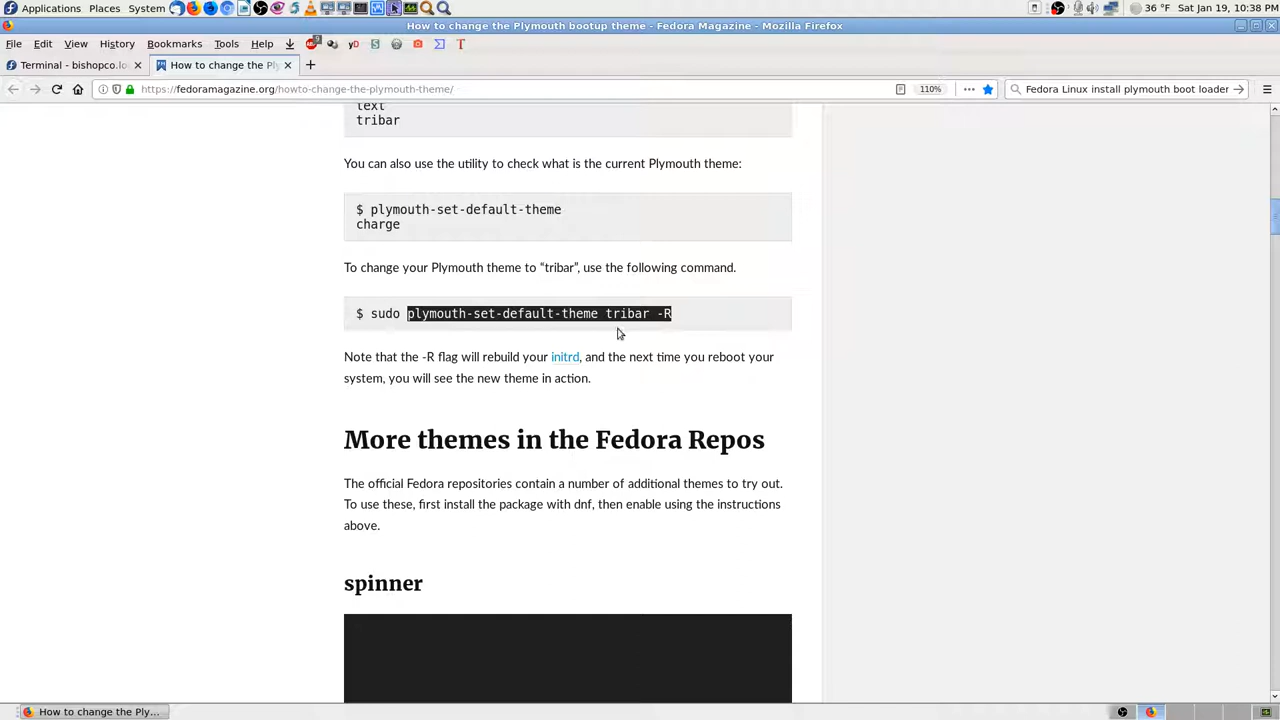 Applications Places System
36 °F Sat Jan 19, 10:38 PM
How to change the Plymouth bootup theme - Fedora Magazine - Mozilla Firefox
File Edit View History Bookmarks Tools Help
Terminal - bishopco.lo
How to change the Pl
https://fedoramagazine.org/howto-change-the-plymouth-theme/
110%
Fedora Linux install plymouth boot loader
text
tribar
You can also use the utility to check what is the current Plymouth theme:
$ plymouth-set-default-theme
charge
To change your Plymouth theme to “tribar”, use the following command.
$ sudo plymouth-set-default-theme tribar -R
Note that the -R flag will rebuild your initrd, and the next time you reboot your
system, you will see the new theme in action.
More themes in the Fedora Repos
The official Fedora repositories contain a number of additional themes to try out.
To use these, first install the package with dnf, then enable using the instructions
above.
spinner
How to change the Ply...